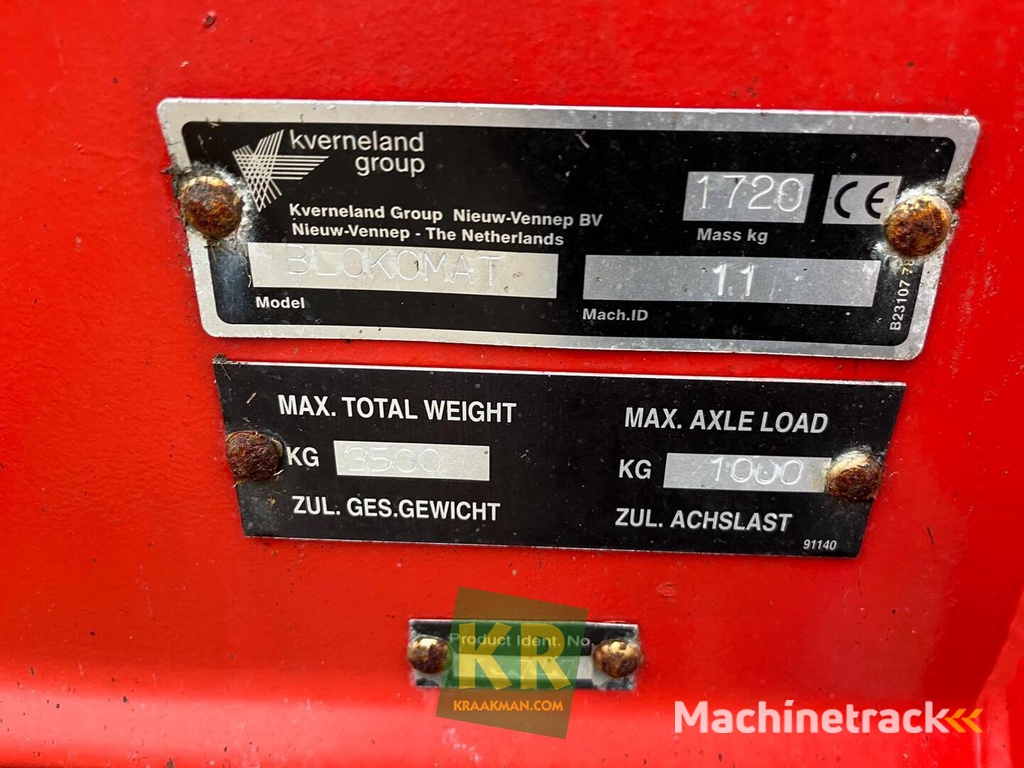 kverneland
group
Kverneland Group Nieuw-Vennep BV
Nieuw-Vennep - The Netherlands
1720
CE
Mass kg
BLOKOMAT
Model
11
Mach.ID
MAX. TOTAL WEIGHT
KG 3500
ZUL. GES.GEWICHT
MAX. AXLE LOAD
KG 1000
ZUL. ACHSLAST
91140
Product Ident. No.
KR
KRAAKMAN.COM
Machinetrack